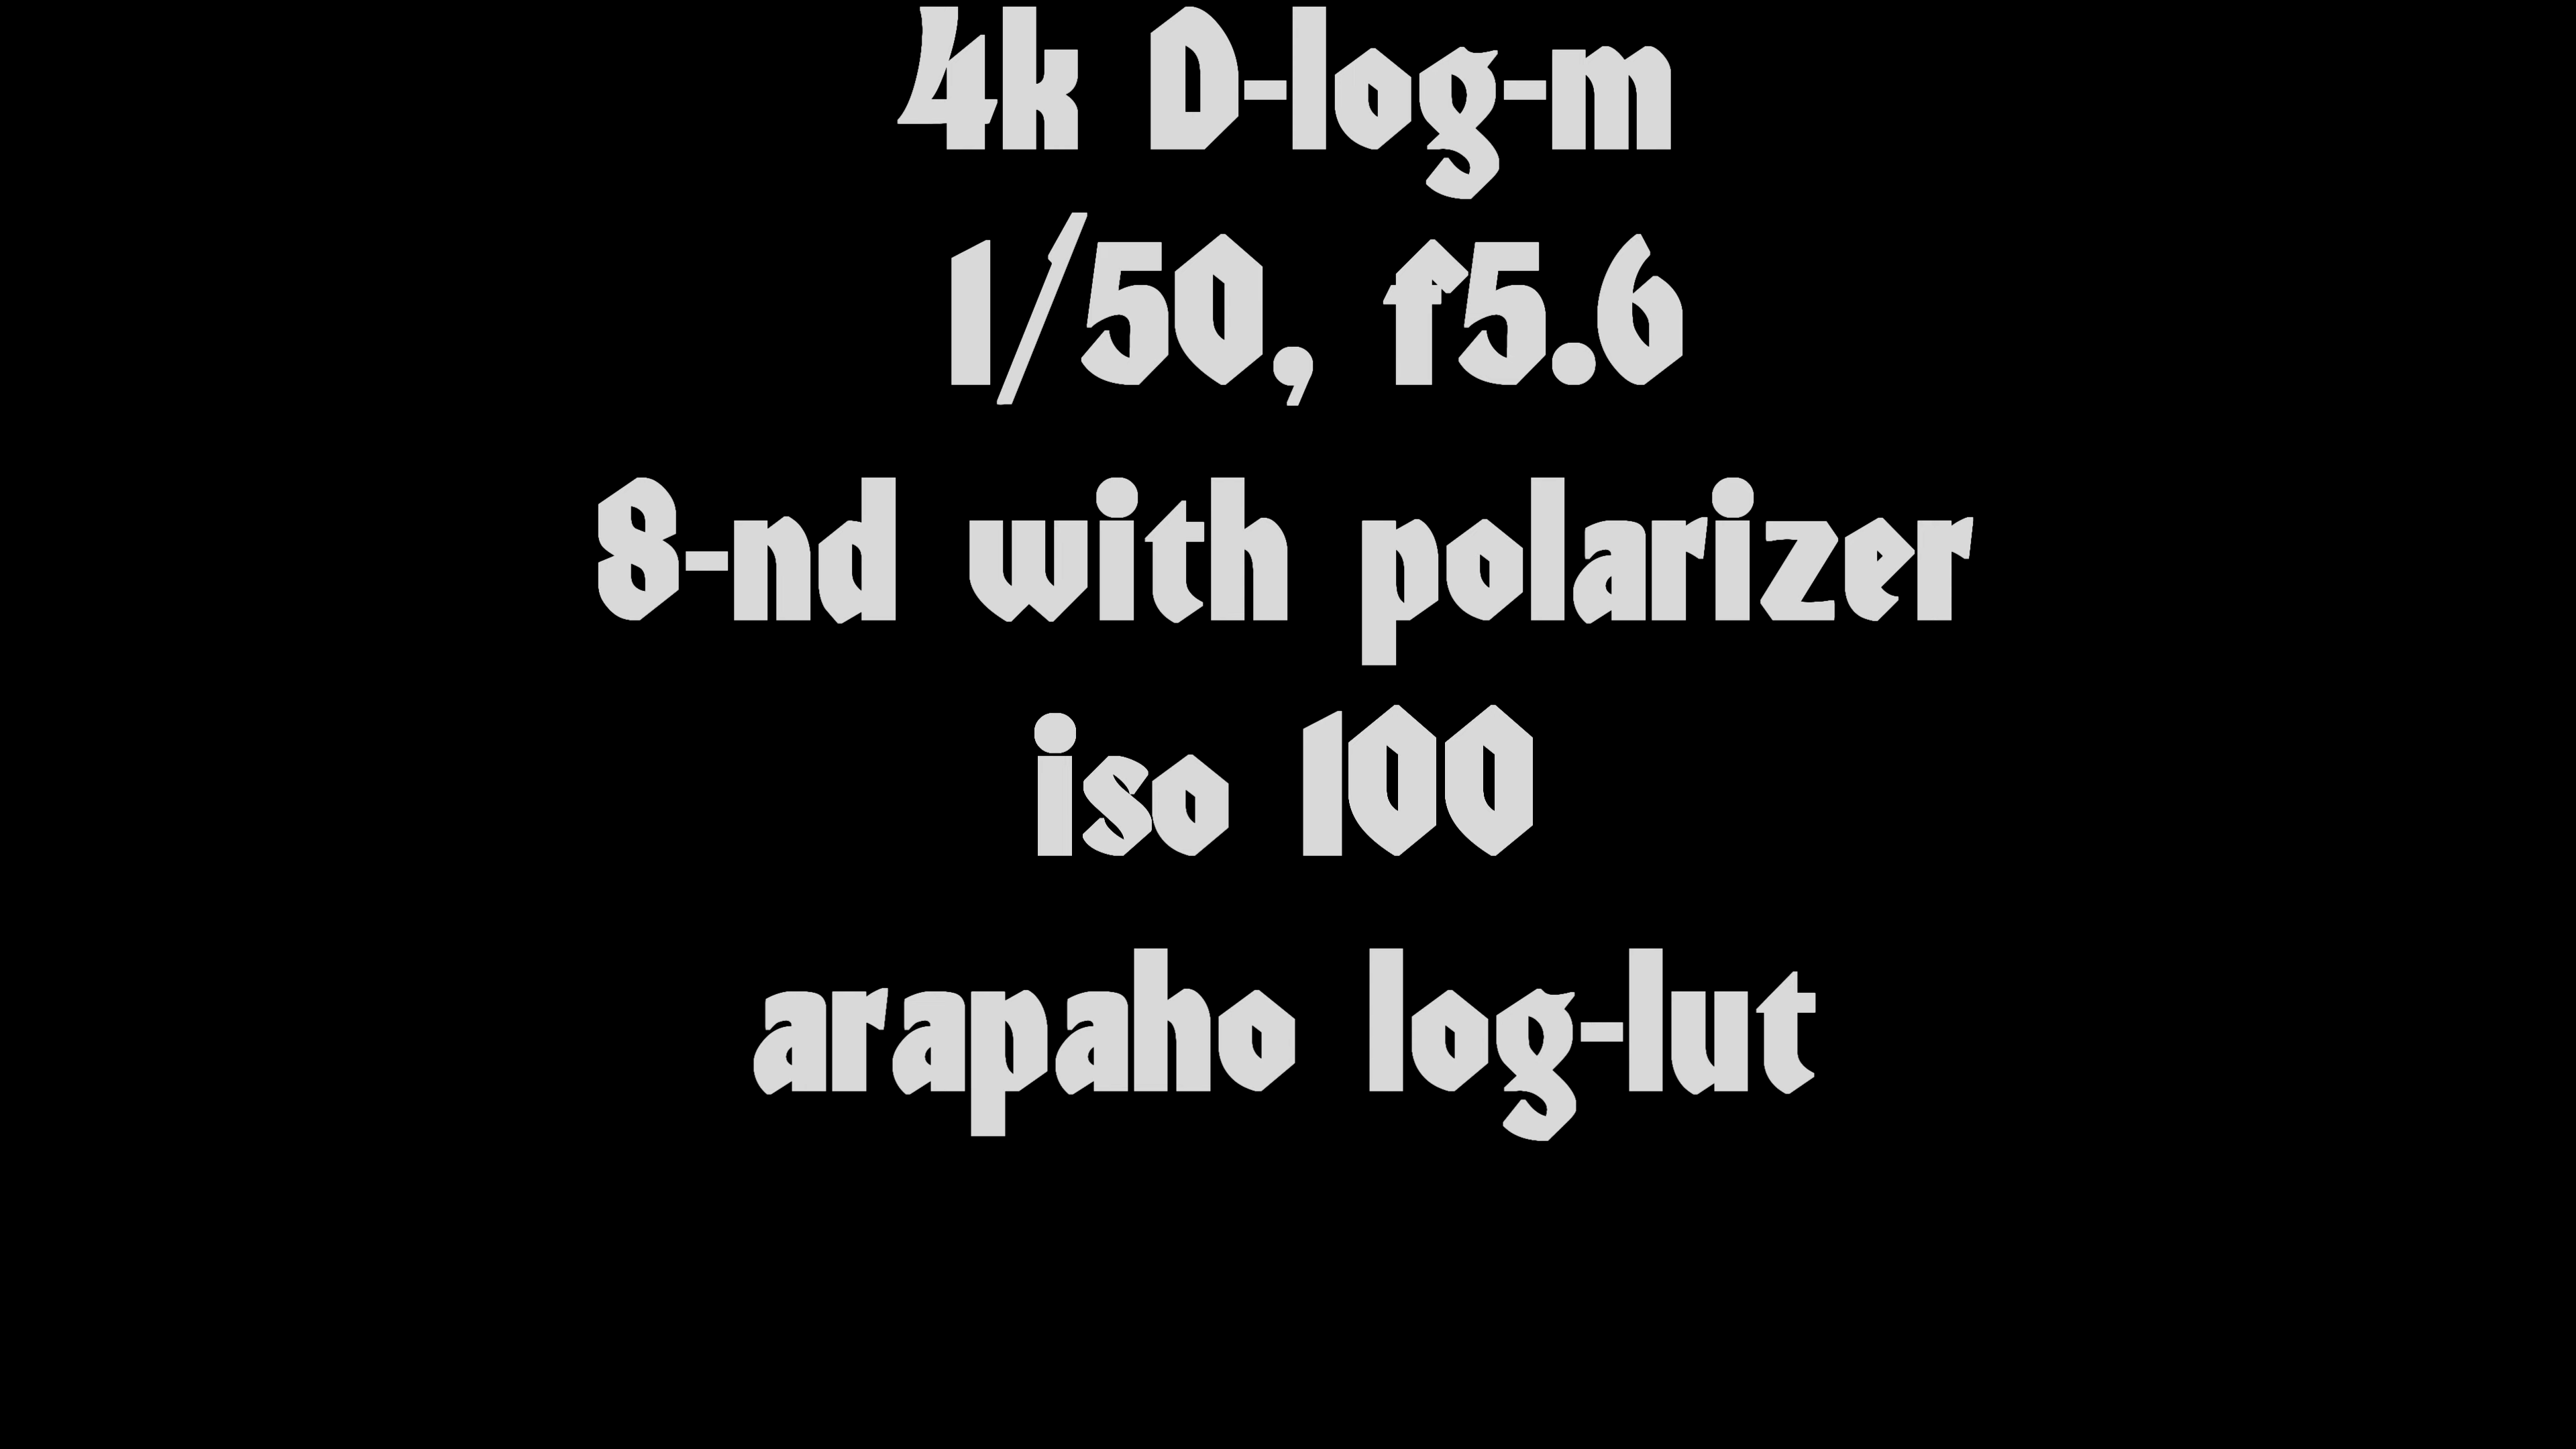 4k D-log-m
1/50, f5.6
8-nd with polarizer
iso 100
arapaho log-lut